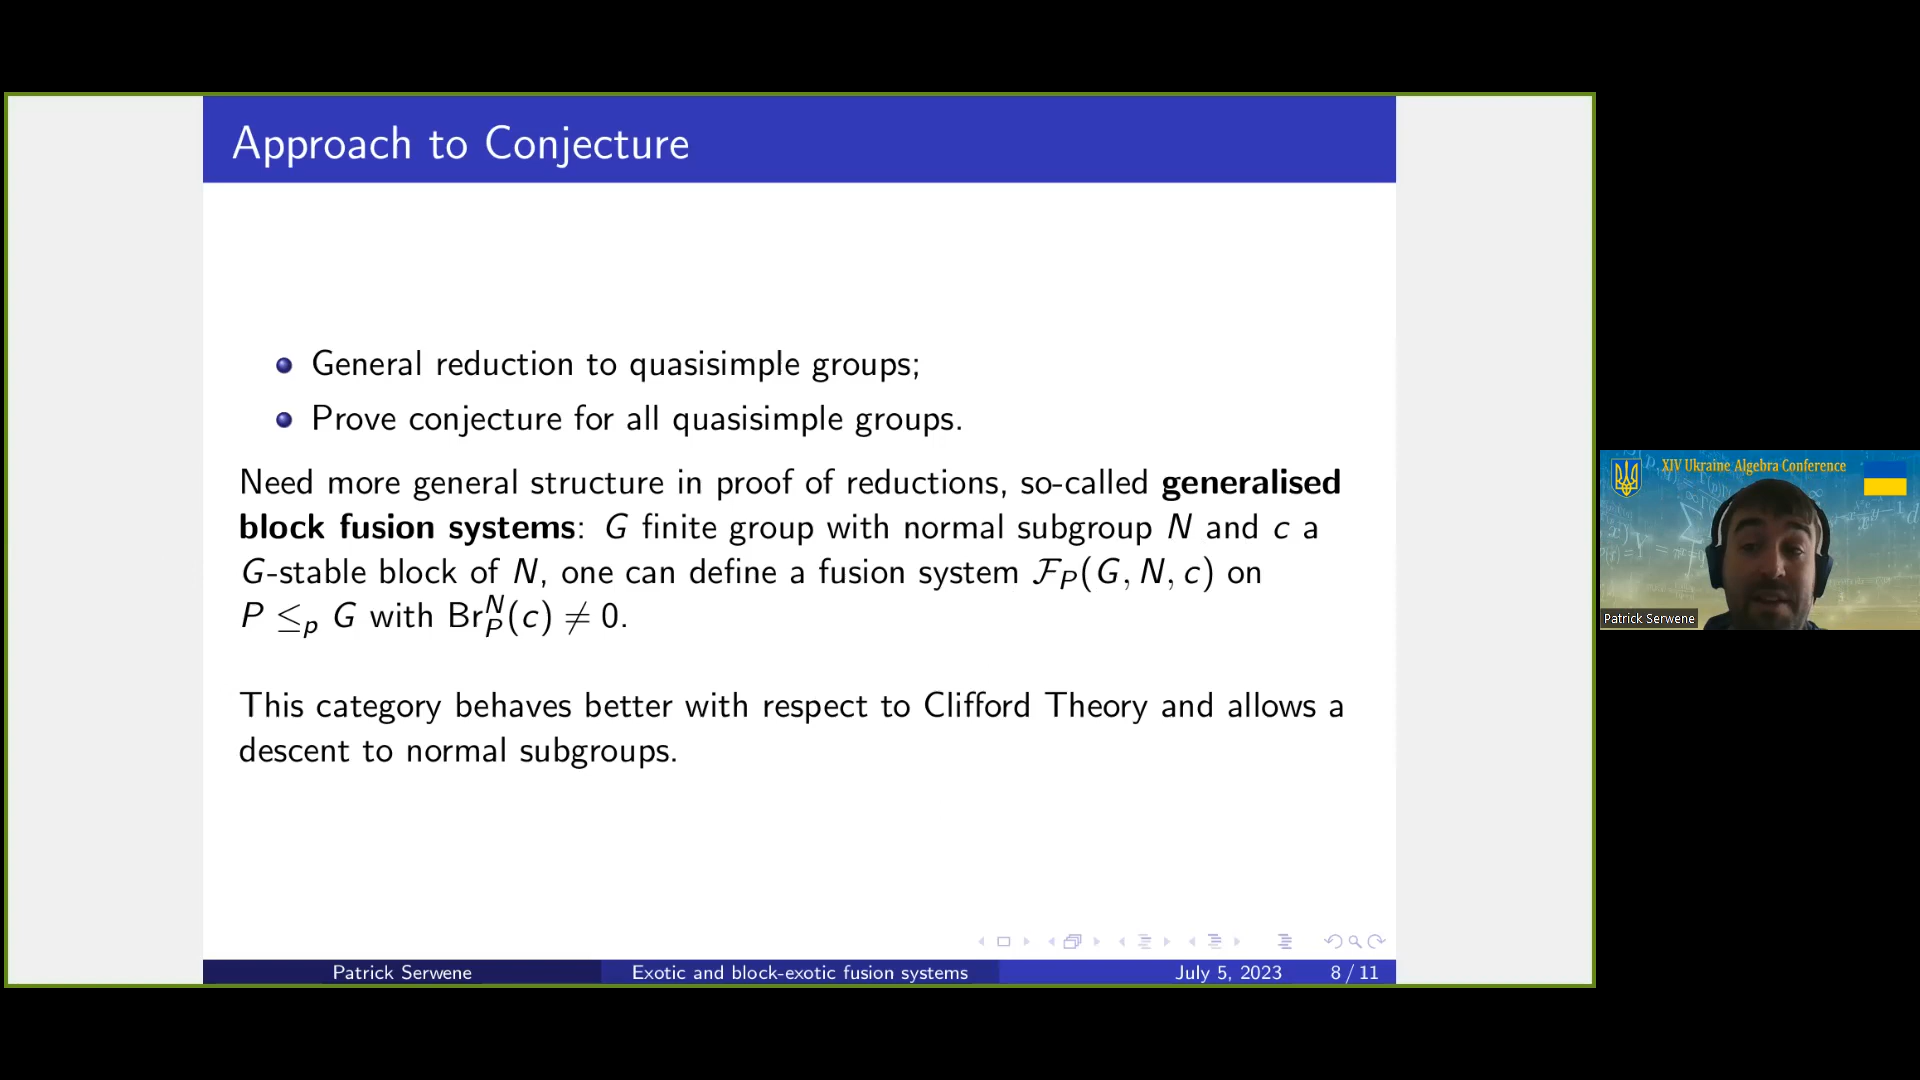 Approach to Conjecture
General reduction to quasisimple groups;
Prove conjecture for all quasisimple groups.
Need more general structure in proof of reductions, so-called generalised
block fusion systems: G finite group with normal subgroup N and c a
G-stable block of N, one can define a fusion system ℱ_P(G, N, c) on
P ≤_p G with Br_P^N(c) ≠ 0.
This category behaves better with respect to Clifford Theory and allows a
descent to normal subgroups.
Patrick Serwene Exotic and block-exotic fusion systems July 5, 2023 8 / 11
XIV Ukraine Algebra Conference
Patrick Serwene